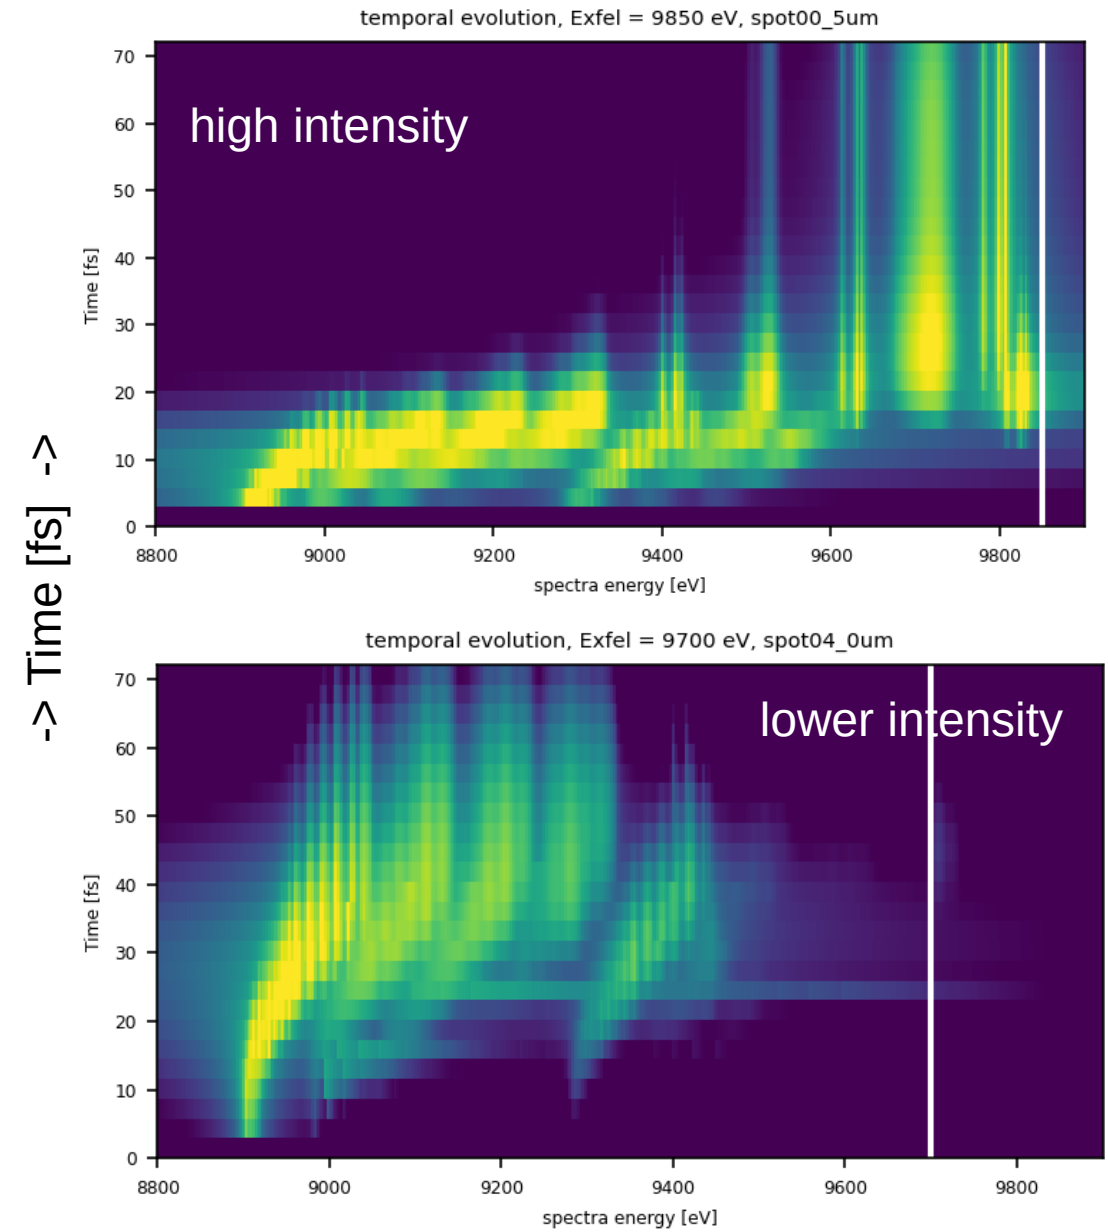 temporal evolution, Exfel = 9850 eV, spot00_5um
high intensity
70
60
50
40
30
20
10
0
Time [fs]
8800 9000 9200 9400 9600 9800
spectra energy [eV]
-> Time [fs] ->
temporal evolution, Exfel = 9700 eV, spot04_0um
lower intensity
70
60
50
40
30
20
10
0
Time [fs]
8800 9000 9200 9400 9600 9800
spectra energy [eV]